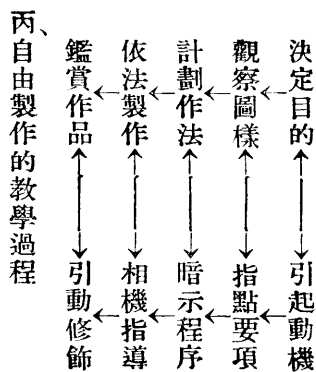 決定目的 ←→ 引起動機
觀察圖樣 ←→ 指點要項
計劃作法 ←→ 暗示程序
依法製作 ←→ 相機指導
鑑賞作品 ←→ 引動修飾
丙、自由製作的教學過程